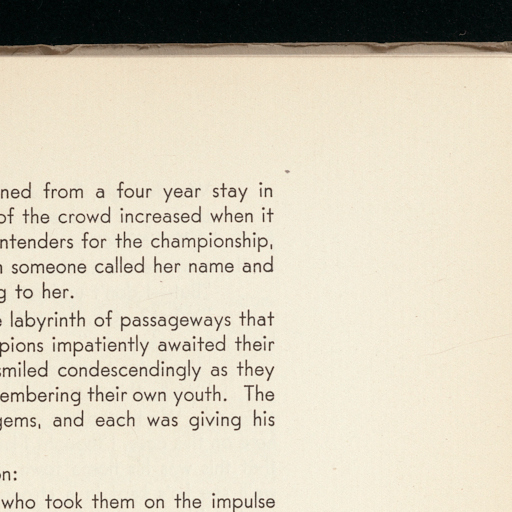 ned from a four year stay in
of the crowd increased when it
ntenders for the championship,
someone called her name and
g to her.
labyrinth of passageways that
pions impatiently awaited their
smiled condescendingly as they
embering their own youth. The
gems, and each was giving his
on:
who took them on the impulse